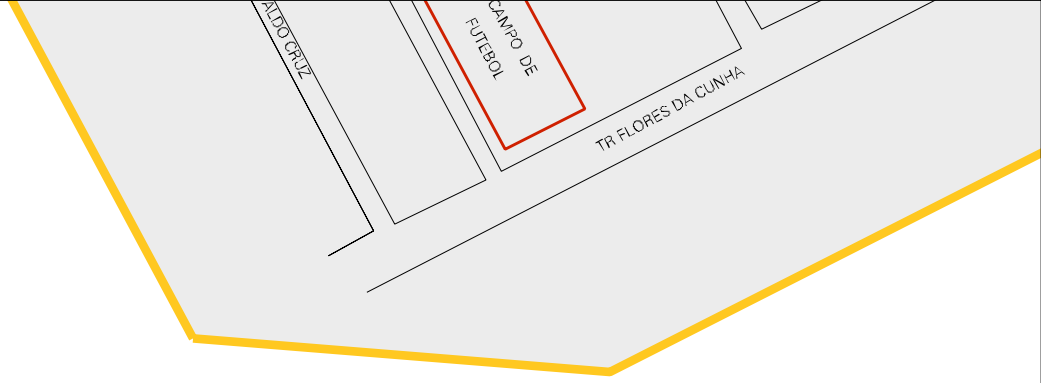 ALDO CRUZ
CAMPO DE
FUTEBOL
TR FLORES DA CUNHA